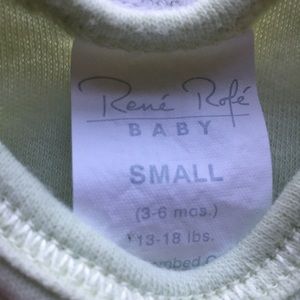 René Rofé
BABY
SMALL
(3-6 mos.)
13-18 lbs.